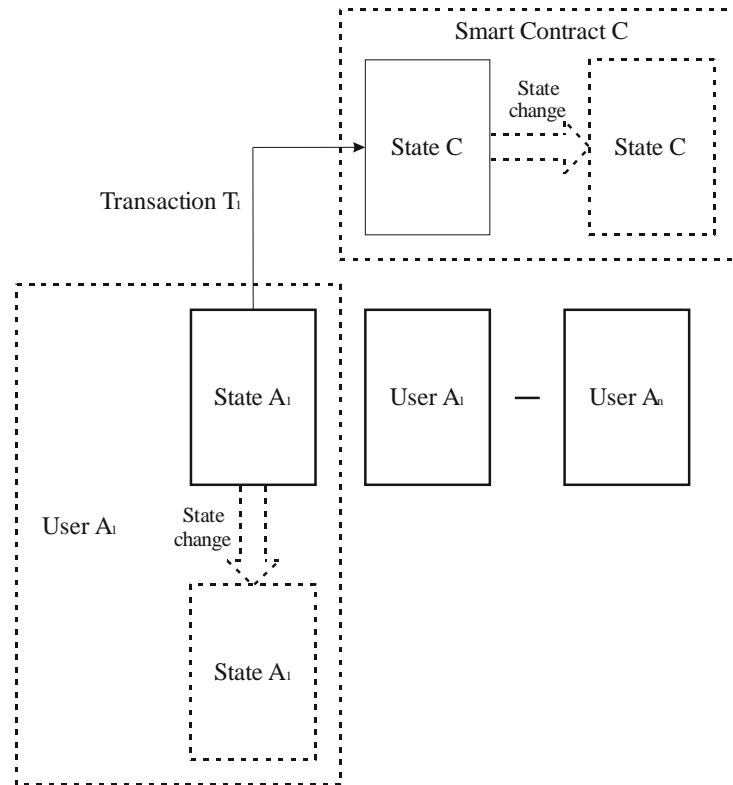 Smart Contract C
State C
State
change
State C
Transaction T₁
State A₁
User A₁
User Aₙ
User A₁
State
change
State A₁